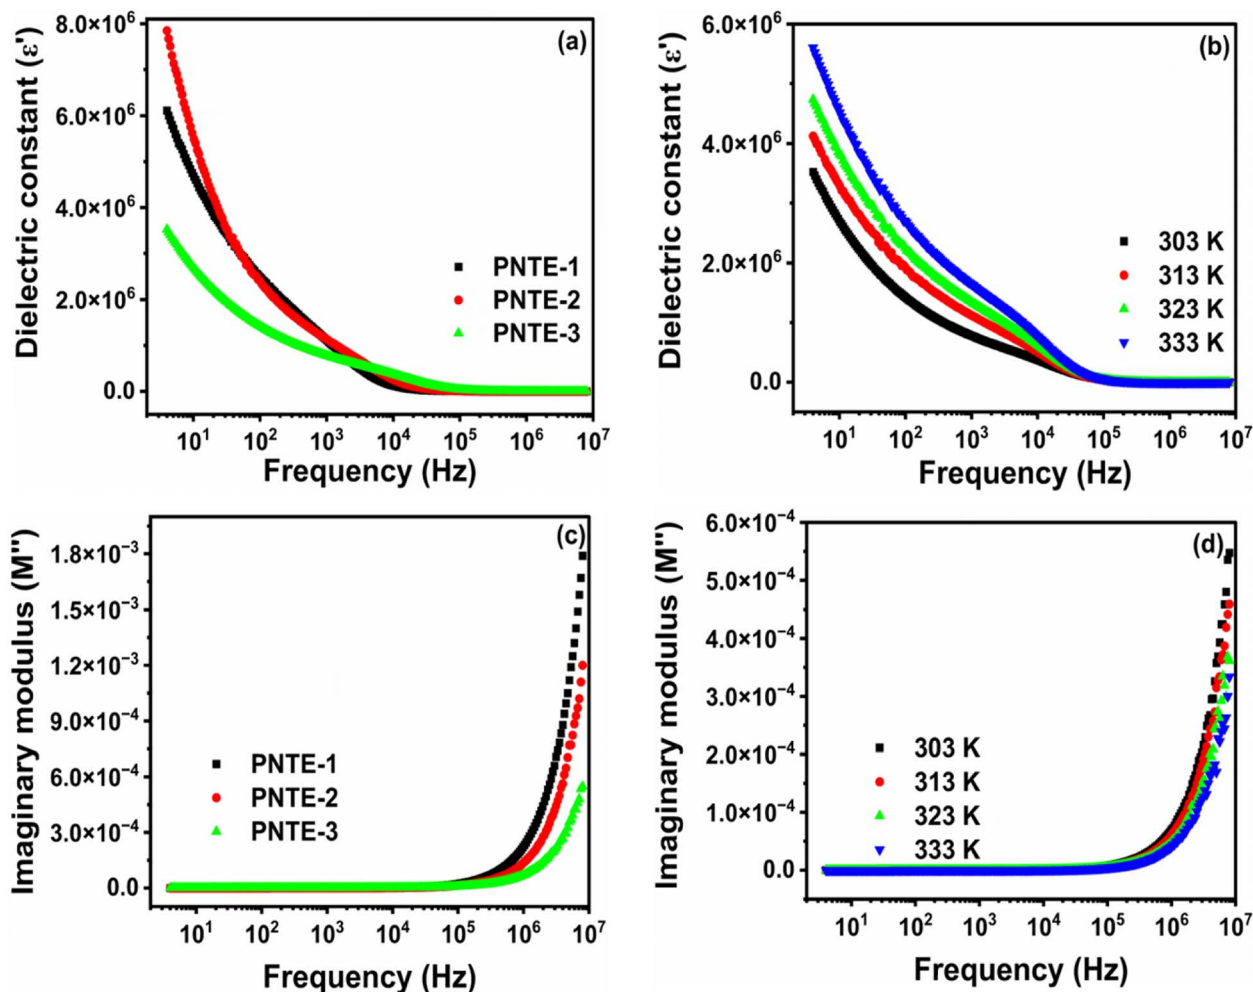 (a)
Dielectric constant (ε')
8.0×10⁶
6.0×10⁶
4.0×10⁶
2.0×10⁶
0.0
PNTE-1
PNTE-2
PNTE-3
10¹ 10² 10³ 10⁴ 10⁵ 10⁶ 10⁷
Frequency (Hz)
(b)
Dielectric constant (ε')
6.0×10⁶
4.0×10⁶
2.0×10⁶
0.0
303 K
313 K
323 K
333 K
10¹ 10² 10³ 10⁴ 10⁵ 10⁶ 10⁷
Frequency (Hz)
(c)
Imaginary modulus (M")
1.8×10⁻³
1.5×10⁻³
1.2×10⁻³
9.0×10⁻⁴
6.0×10⁻⁴
3.0×10⁻⁴
0.0
PNTE-1
PNTE-2
PNTE-3
10¹ 10² 10³ 10⁴ 10⁵ 10⁶ 10⁷
Frequency (Hz)
(d)
Imaginary modulus (M")
6.0×10⁻⁴
5.0×10⁻⁴
4.0×10⁻⁴
3.0×10⁻⁴
2.0×10⁻⁴
1.0×10⁻⁴
0.0
303 K
313 K
323 K
333 K
10¹ 10² 10³ 10⁴ 10⁵ 10⁶ 10⁷
Frequency (Hz)